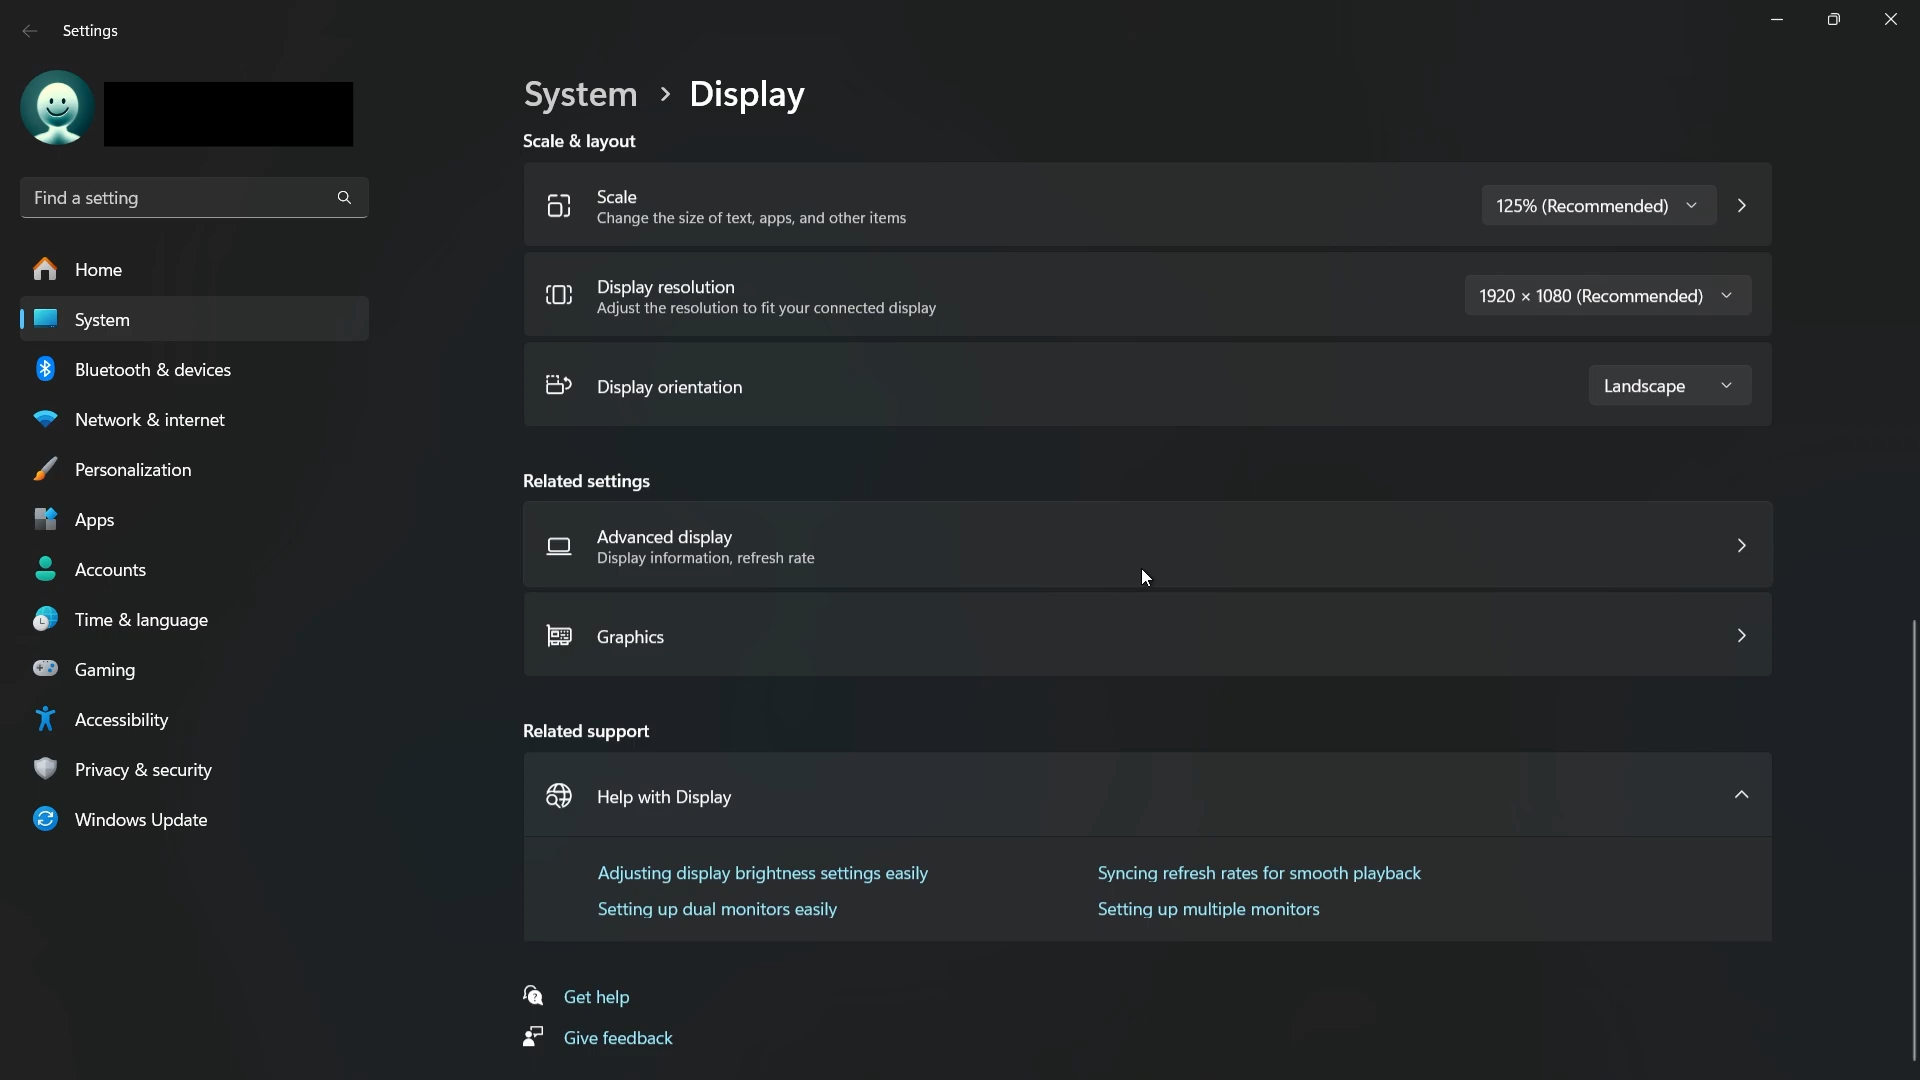 Settings
Find a setting
Home
System
Bluetooth & devices
Network & internet
Personalization
Apps
Accounts
Time & language
Gaming
Accessibility
Privacy & security
Windows Update
System > Display
Scale & layout
Scale
Change the size of text, apps, and other items
125% (Recommended)
Display resolution
Adjust the resolution to fit your connected display
1920 × 1080 (Recommended)
Display orientation
Landscape
Related settings
Advanced display
Display information, refresh rate
Graphics
Related support
Help with Display
Adjusting display brightness settings easily
Syncing refresh rates for smooth playback
Setting up dual monitors easily
Setting up multiple monitors
Get help
Give feedback